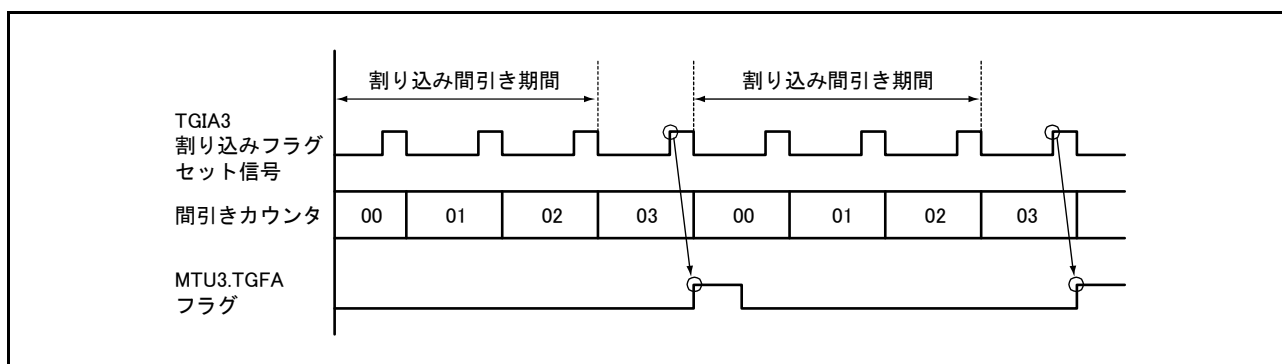 割り込み間引き期間
割り込み間引き期間
TGIA3
割り込みフラグ
セット信号
間引きカウンタ
00 01 02 03 00 01 02 03
MTU3.TGFA
フラグ